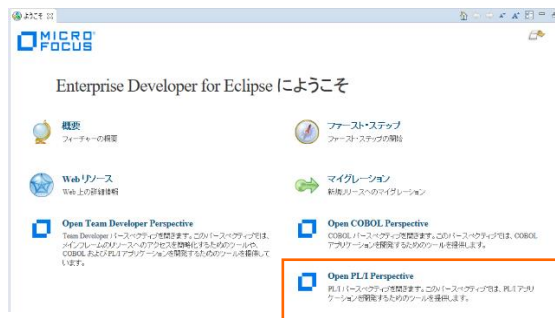 ようこそ
MICRO
FOCUS
Enterprise Developer for Eclipse にようこそ
概要
フィーチャーの概要
ファースト・ステップ
ファースト・ステップの開始
Web リソース
Web 上の詳細情報
マイグレーション
新規リリースへのマイグレーション
Open Team Developer Perspective
Team Developer パースペクティブを開きます。このパースペクティブでは、
メインフレームのリソースへのアクセスを簡略化するためのツールや、
COBOL および PL/I アプリケーションを開発するためのツールを提供して
います。
Open COBOL Perspective
COBOL パースペクティブを開きます。このパースペクティブでは、COBOL
アプリケーションを開発するためのツールを提供します。
Open PL/I Perspective
PL/I パースペクティブを開きます。このパースペクティブでは、PL/I アプリ
ケーションを開発するためのツールを提供します。